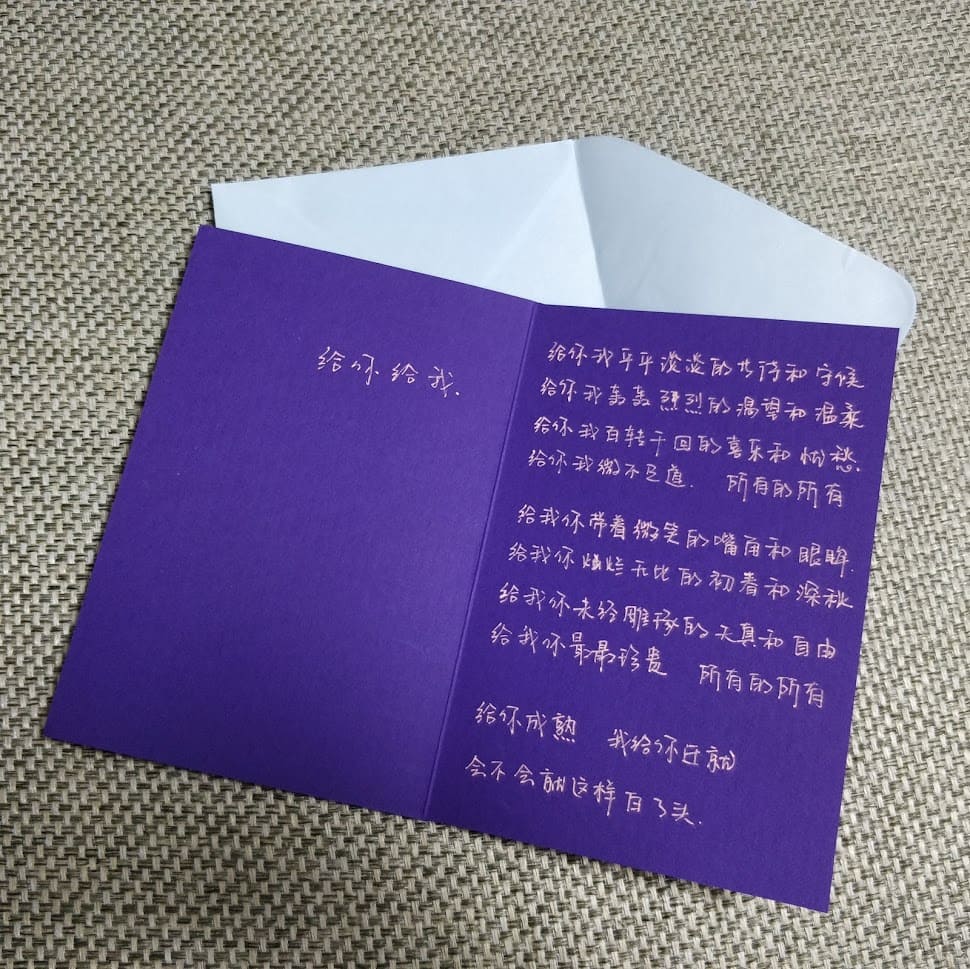 给你给我.
给你我平平淡淡的等待和守候
给你我轰轰烈烈的渴望和温柔
给你我百转千回的喜乐和忧愁.
给你我微不足道. 所有的所有
给我你带着微笑的嘴角和眼眸.
给我你灿烂无比的初春和深秋
给我你未经雕琢的天真和自由
给我你最最珍贵 所有的所有
给你成熟 我给你迁就
会不会就这样白了头.